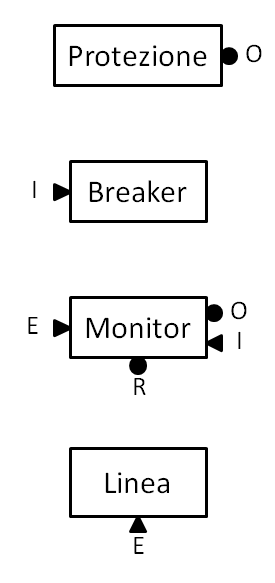 Protezione O
I Breaker
E Monitor O
I
R
Linea
E